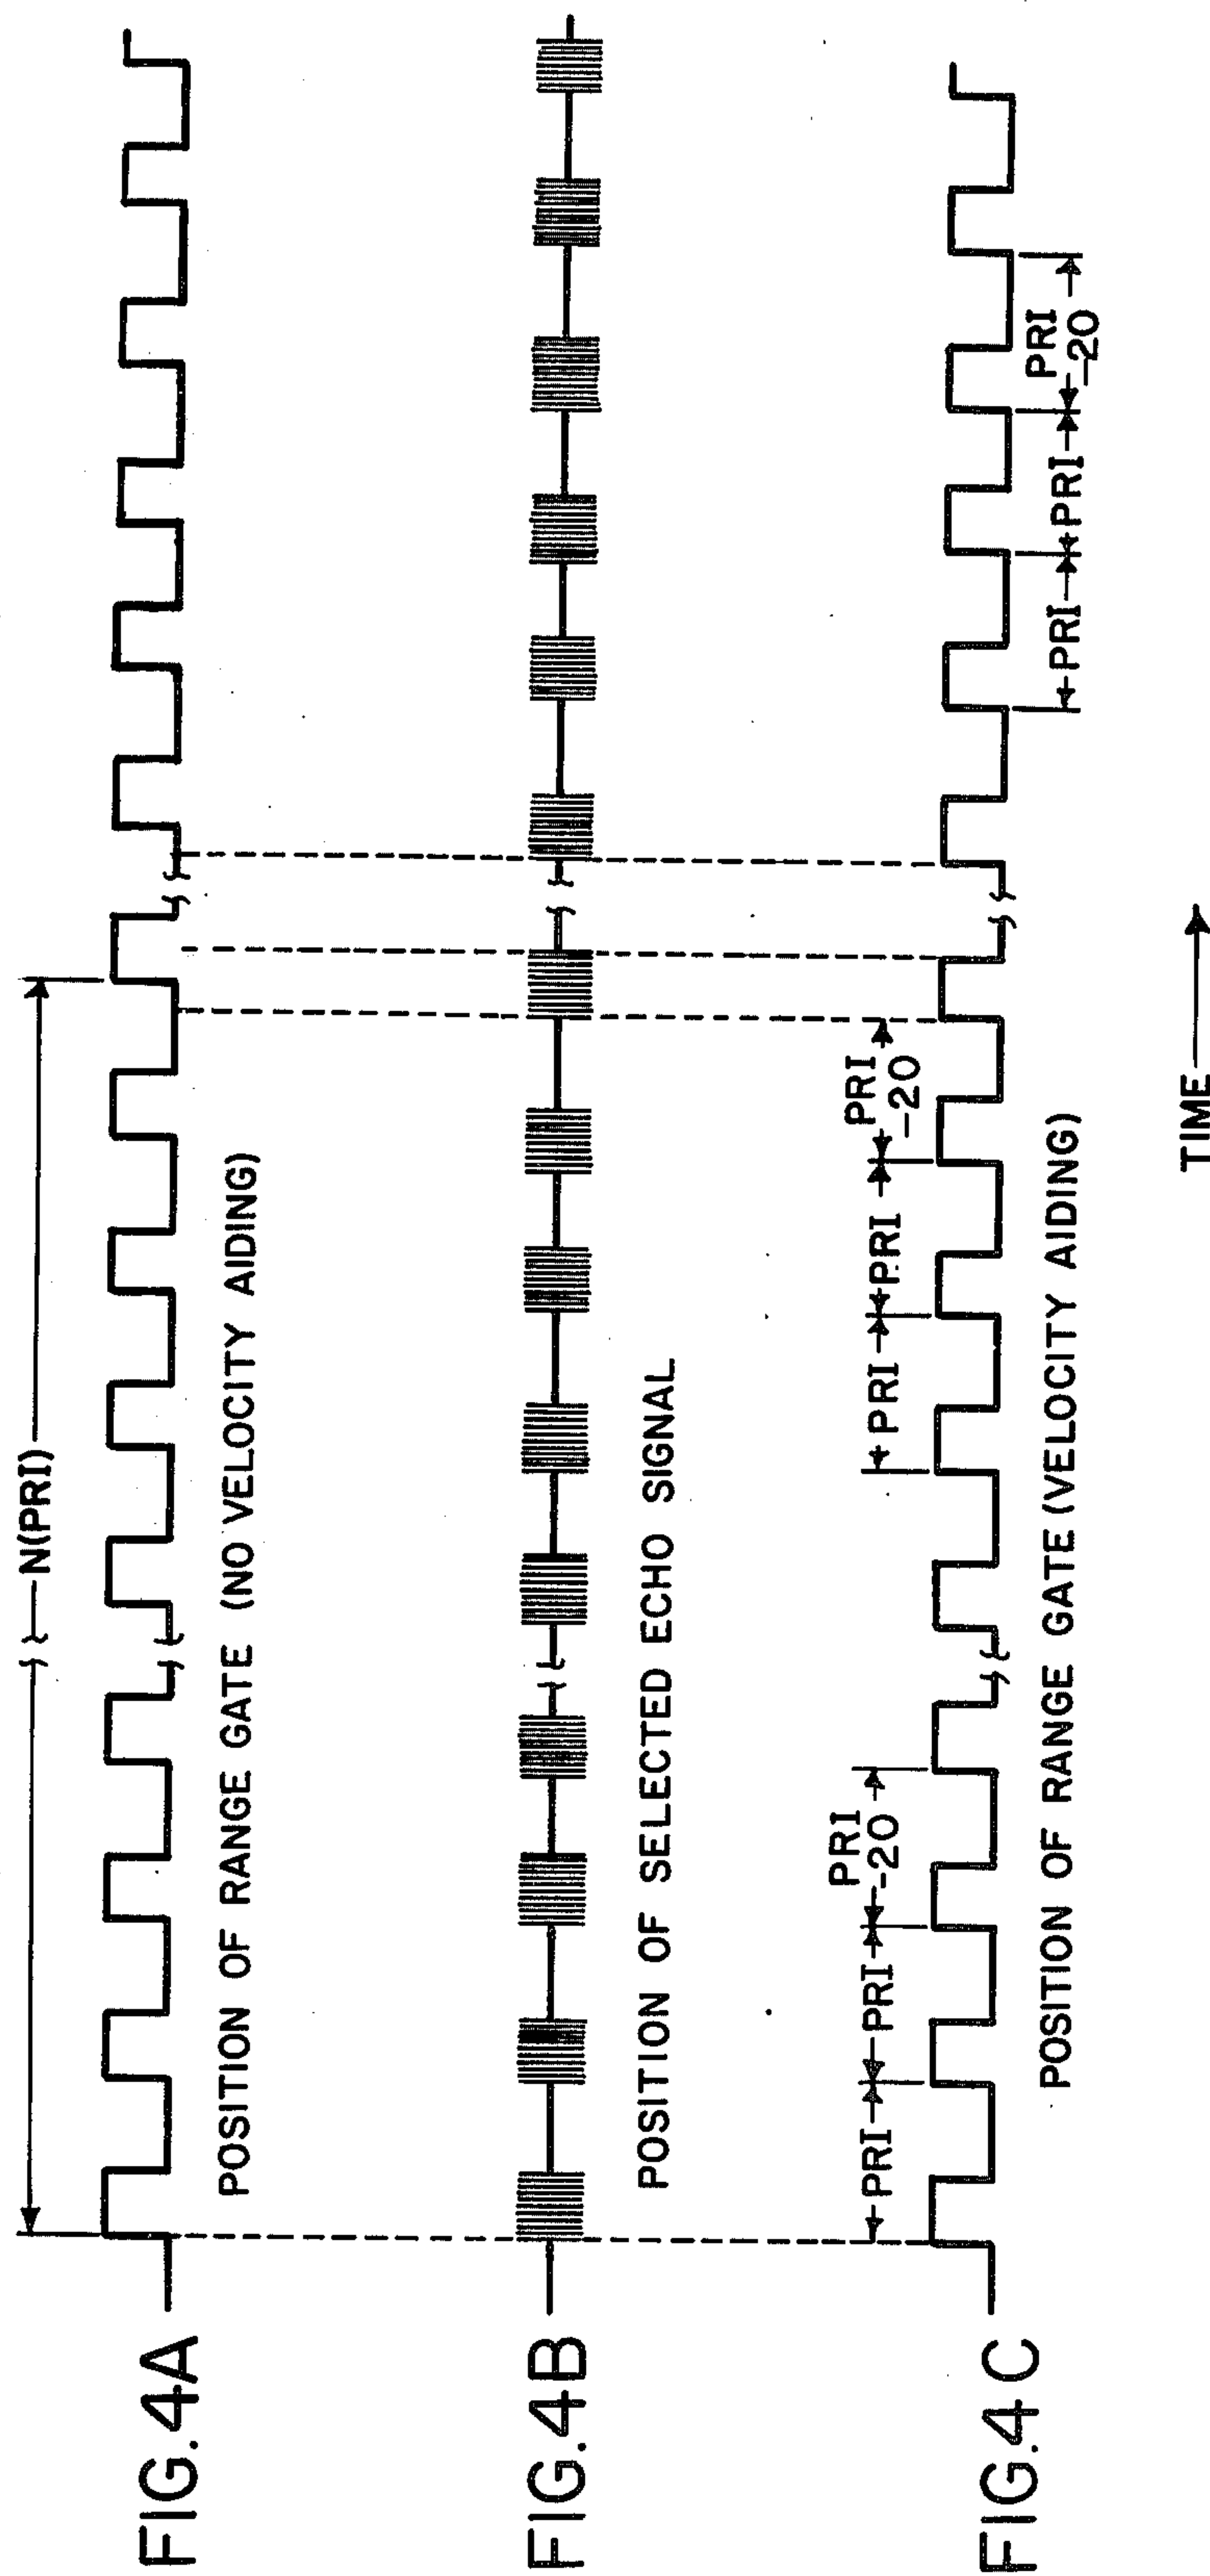 N(PRI)
FIG. 4A
POSITION OF RANGE GATE (NO VELOCITY AIDING)
FIG. 4B
POSITION OF SELECTED ECHO SIGNAL
PRI
PRI
PRI
-20
PRI
PRI
PRI
-20
PRI
PRI
PRI
-20
FIG. 4C
POSITION OF RANGE GATE (VELOCITY AIDING)
TIME